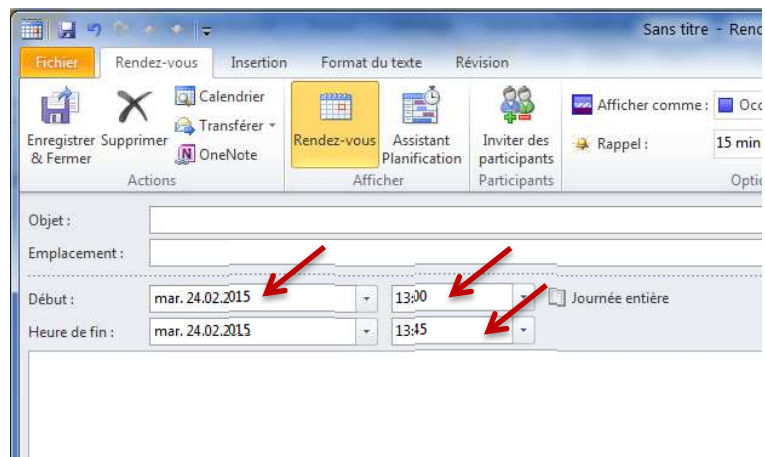 Sans titre - Rend
Fichier Rendez-vous Insertion Format du texte Révision
Enregistrer & Fermer
Supprimer
Calendrier
Transférer
OneNote
Actions
Rendez-vous
Assistant Planification
Afficher
Inviter des participants
Participants
Afficher comme : Occ
Rappel : 15 min
Optic
Objet :
Emplacement :
Début : mar. 24.02.2015 13:00 Journée entière
Heure de fin : mar. 24.02.2015 13:45